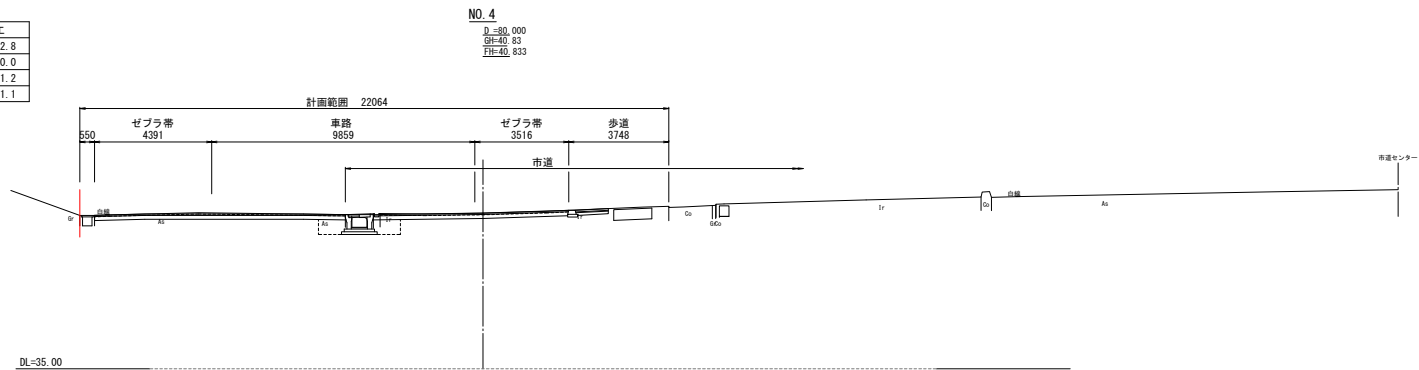 NO.4
D =80.000
GH=40.83
FH=40.833
工
2.8
0.0
1.2
1.1
計画範囲 22064
ゼブラ帯 車路 ゼブラ帯 歩道
550 4391 9859 3516 3748
市道
市道センター
白線
白線
Gr
As
As
Ir
Ir
Co
Co
Ir
Co
As
DL=35.00